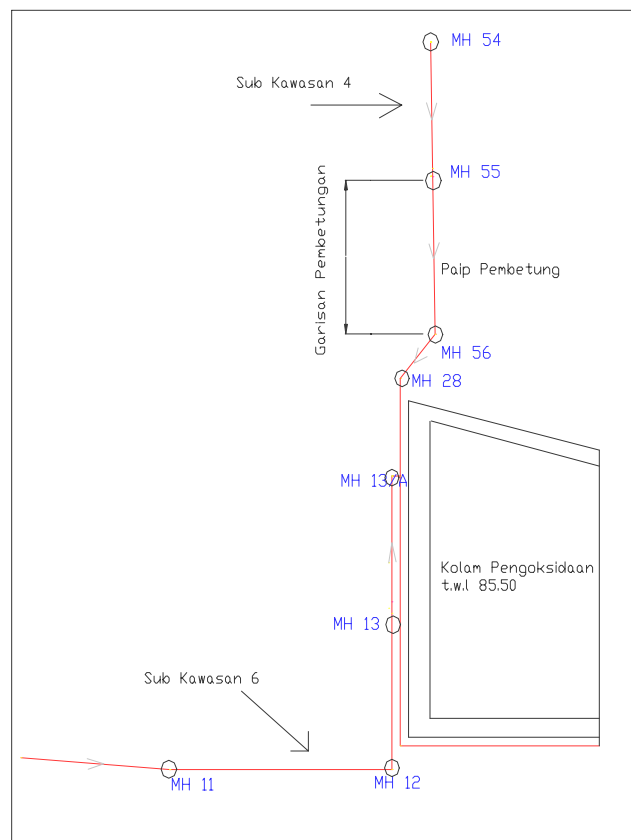 MH 54
Sub Kawasan 4
MH 55
Garisan Pembetungan
Paip Pembetung
MH 56
MH 28
MH 13/A
Kolam Pengoksidaan
t.w.l 85.50
MH 13
Sub Kawasan 6
MH 11
MH 12